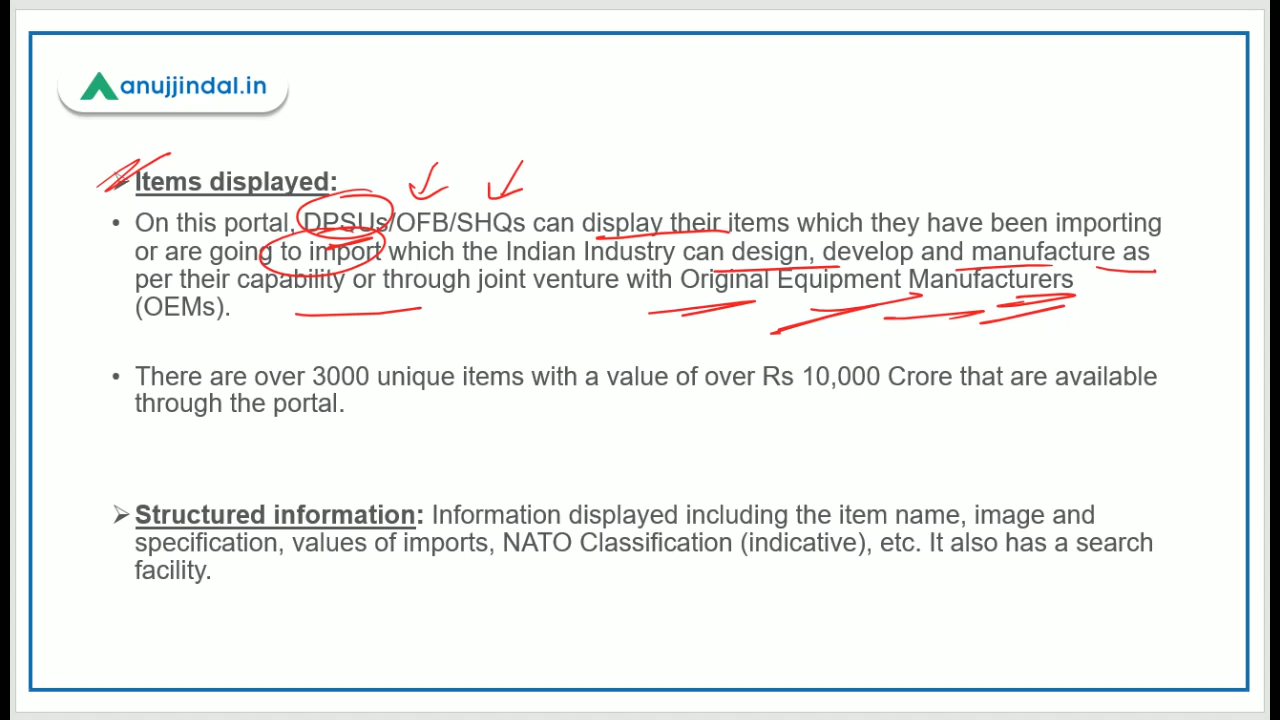 anujjindal.in
Items displayed:
• On this portal, DPSUs/OFB/SHQs can display their items which they have been importing
or are going to import which the Indian Industry can design, develop and manufacture as
per their capability or through joint venture with Original Equipment Manufacturers
(OEMs).
• There are over 3000 unique items with a value of over Rs 10,000 Crore that are available
through the portal.
Structured information: Information displayed including the item name, image and
specification, values of imports, NATO Classification (indicative), etc. It also has a search
facility.